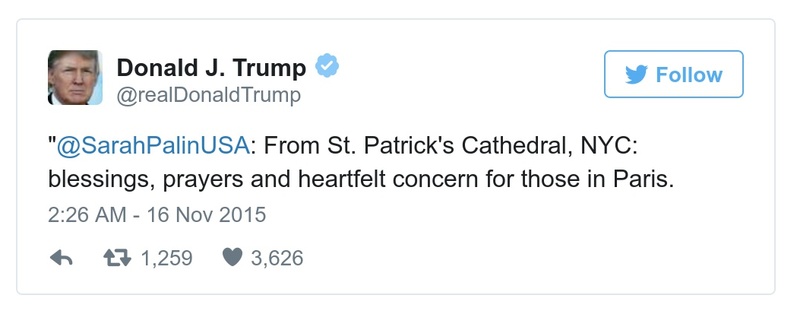 Donald J. Trump
@realDonaldTrump
Follow
"@SarahPalinUSA: From St. Patrick's Cathedral, NYC:
blessings, prayers and heartfelt concern for those in Paris.
2:26 AM - 16 Nov 2015
1,259 3,626